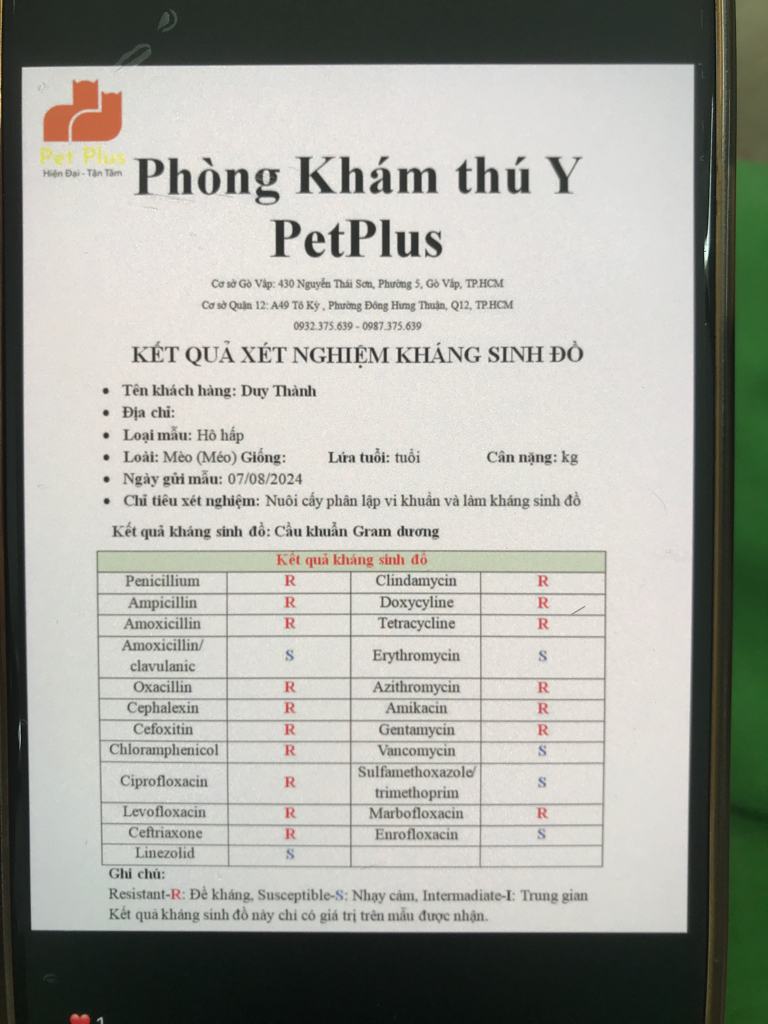 Pet Plus
Hiện Đại - Tận Tâm
Phòng Khám thú Y
PetPlus
Cơ sở Gò Vấp: 430 Nguyễn Thái Sơn, Phường 5, Gò Vấp, TP.HCM
Cơ sở Quận 12: A49 Tô Ký , Phường Đông Hưng Thuận, Q12, TP.HCM
0932.375.639 - 0987.375.639
KẾT QUẢ XÉT NGHIỆM KHÁNG SINH ĐỒ
• Tên khách hàng: Duy Thành
• Địa chỉ:
• Loại mẫu: Hô hấp
• Loài: Mèo (Méo) Giống: Lứa tuổi: tuổi Cân nặng: kg
• Ngày gửi mẫu: 07/08/2024
• Chỉ tiêu xét nghiệm: Nuôi cấy phân lập vi khuẩn và làm kháng sinh đồ
Kết quả kháng sinh đồ: Cầu khuẩn Gram dương
Kết quả kháng sinh đồ
Penicillium R Clindamycin R
Ampicillin R Doxycyline R
Amoxicillin R Tetracycline R
Amoxicillin/
clavulanic S Erythromycin S
Oxacillin R Azithromycin R
Cephalexin R Amikacin R
Cefoxitin R Gentamycin R
Chloramphenicol R Vancomycin S
Ciprofloxacin R Sulfamethoxazole/
trimethoprim S
Levofloxacin R Marbofloxacin R
Ceftriaxone R Enrofloxacin S
Linezolid S
Ghi chú:
Resistant-R: Đề kháng, Susceptible-S: Nhạy cảm, Intermadiate-I: Trung gian
Kết quả kháng sinh đồ này chỉ có giá trị trên mẫu được nhận.
1